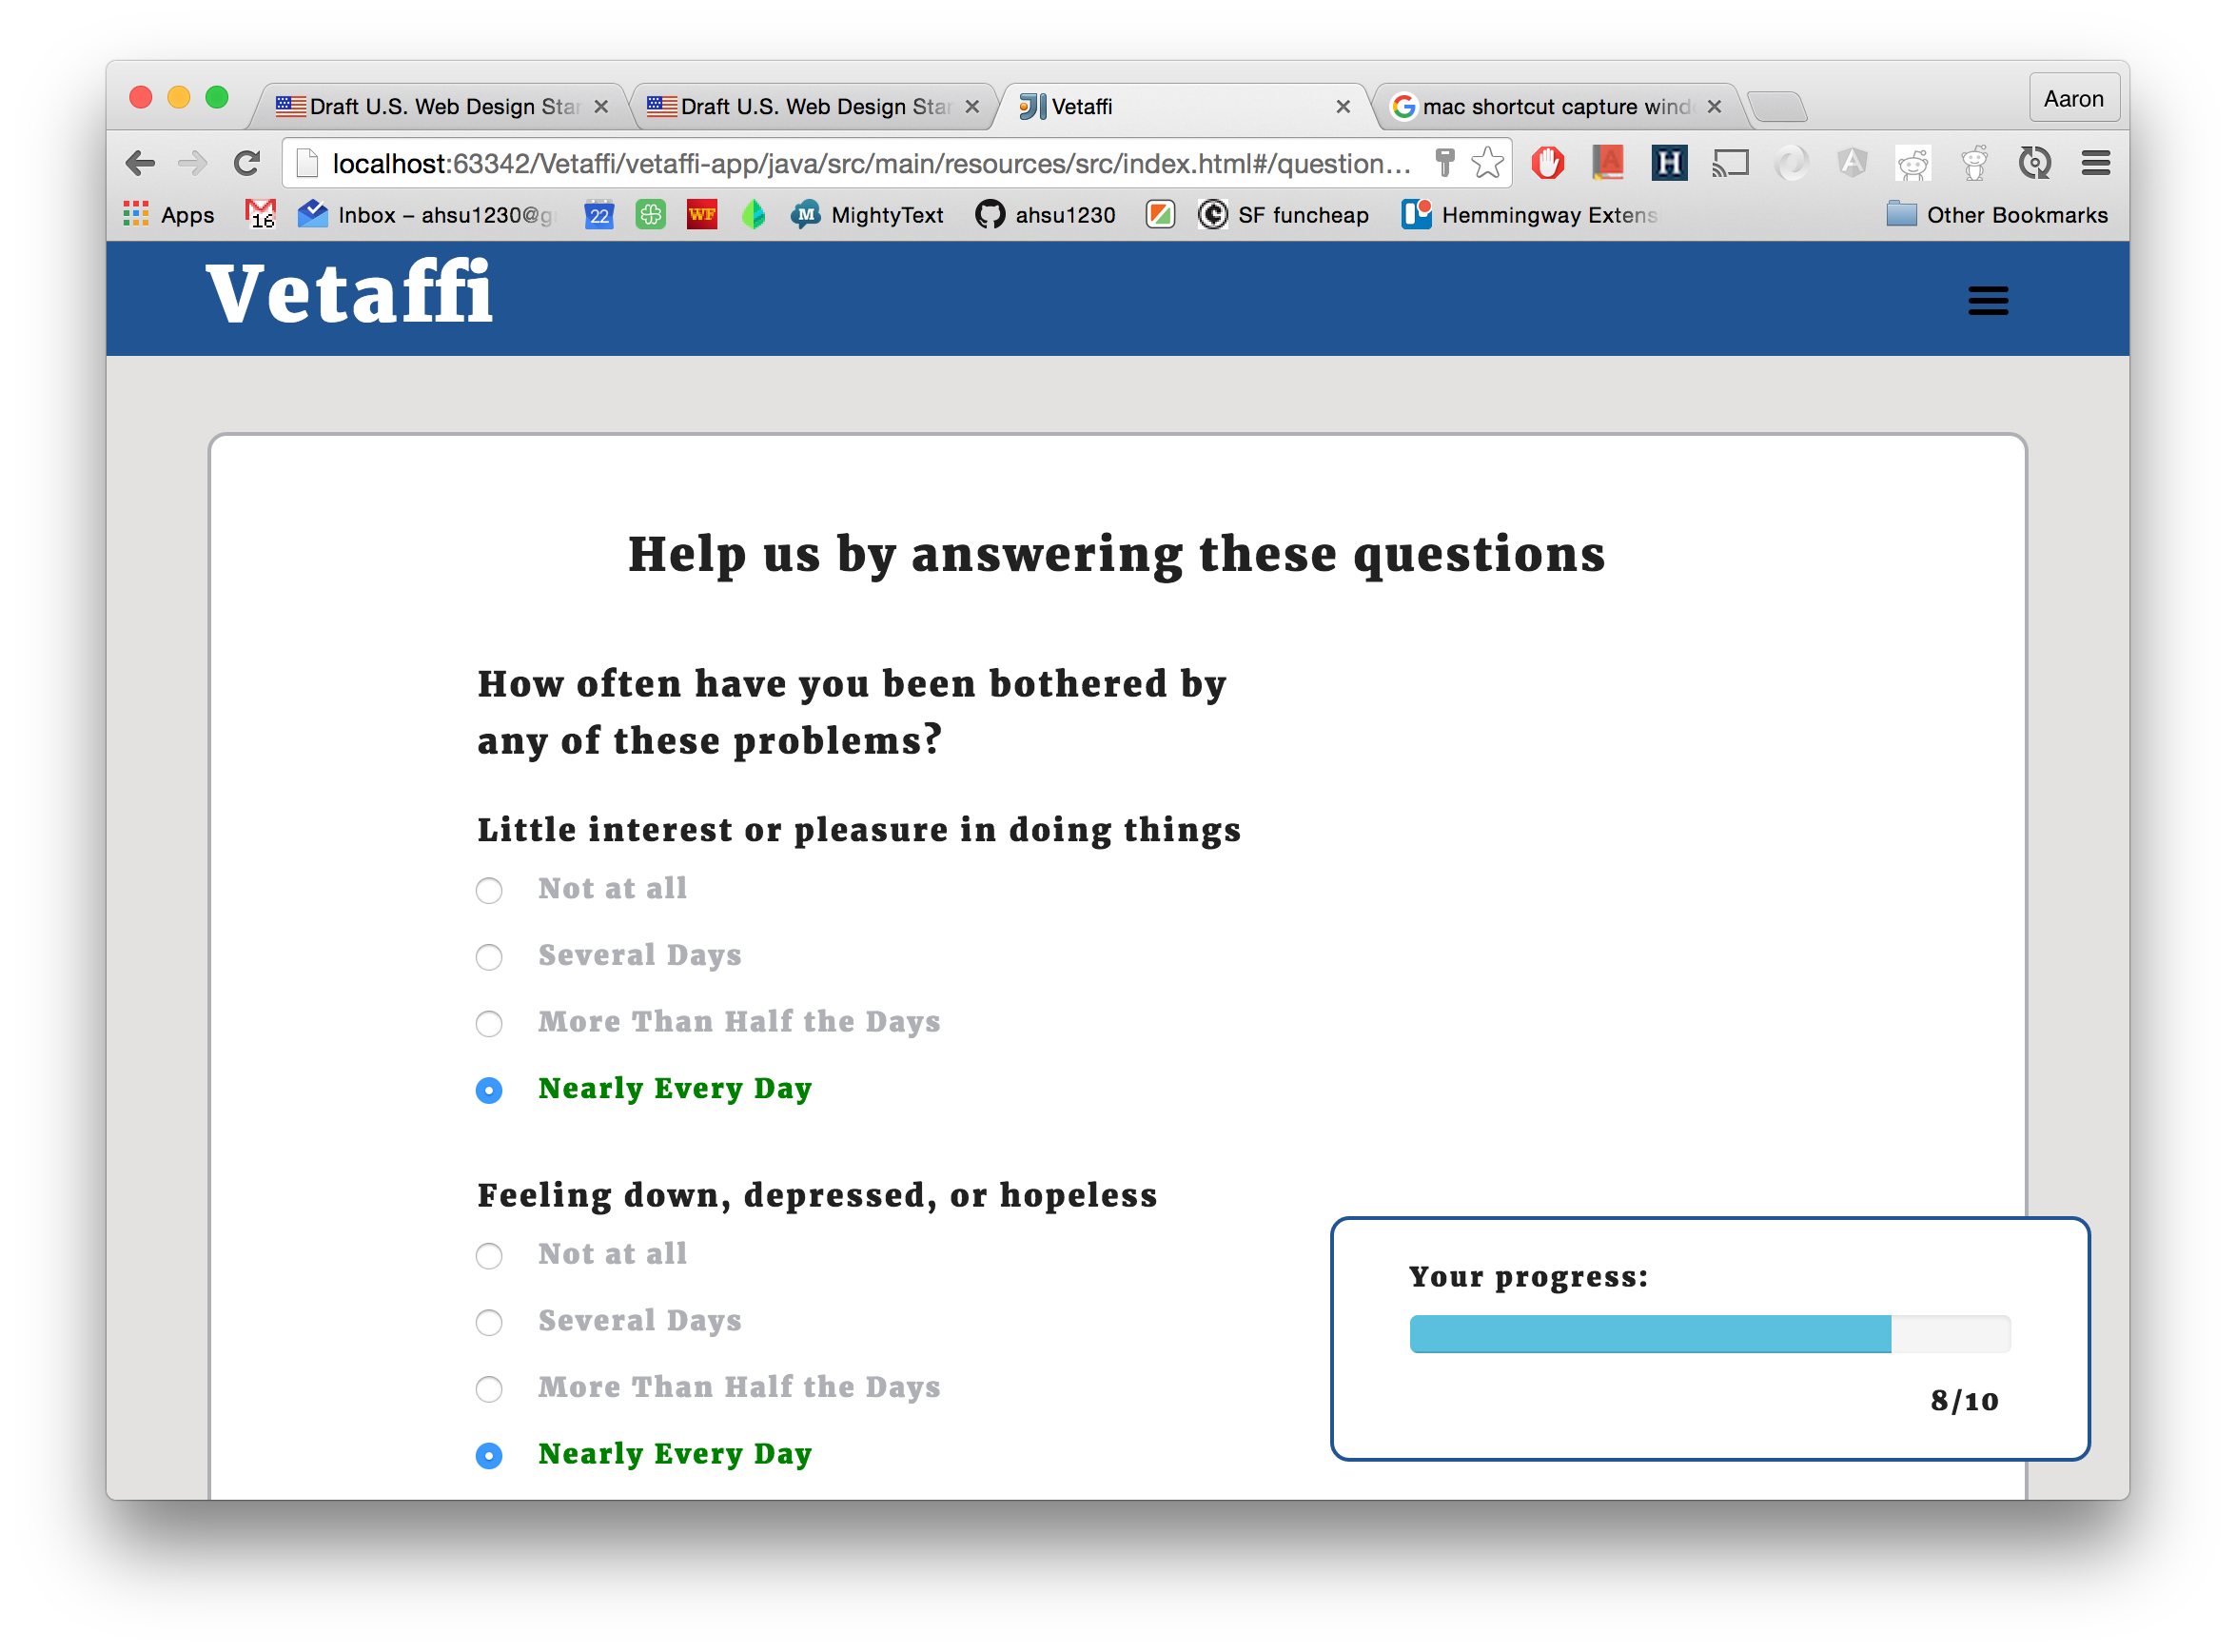 Draft U.S. Web Design Star
Draft U.S. Web Design Star
Vetaffi
mac shortcut capture wind
Aaron
localhost:63342/Vetaffi/vetaffi-app/java/src/main/resources/src/index.html#/question...
A
H
Apps
16
Inbox – ahsu1230@g
22
WF
M
MightyText
ahsu1230
SF funcheap
Hemmingway Extens
Other Bookmarks
Vetaffi
Help us by answering these questions
How often have you been bothered by
any of these problems?
Little interest or pleasure in doing things
Not at all
Several Days
More Than Half the Days
Nearly Every Day
Feeling down, depressed, or hopeless
Not at all
Several Days
More Than Half the Days
Nearly Every Day
Your progress:
8/10